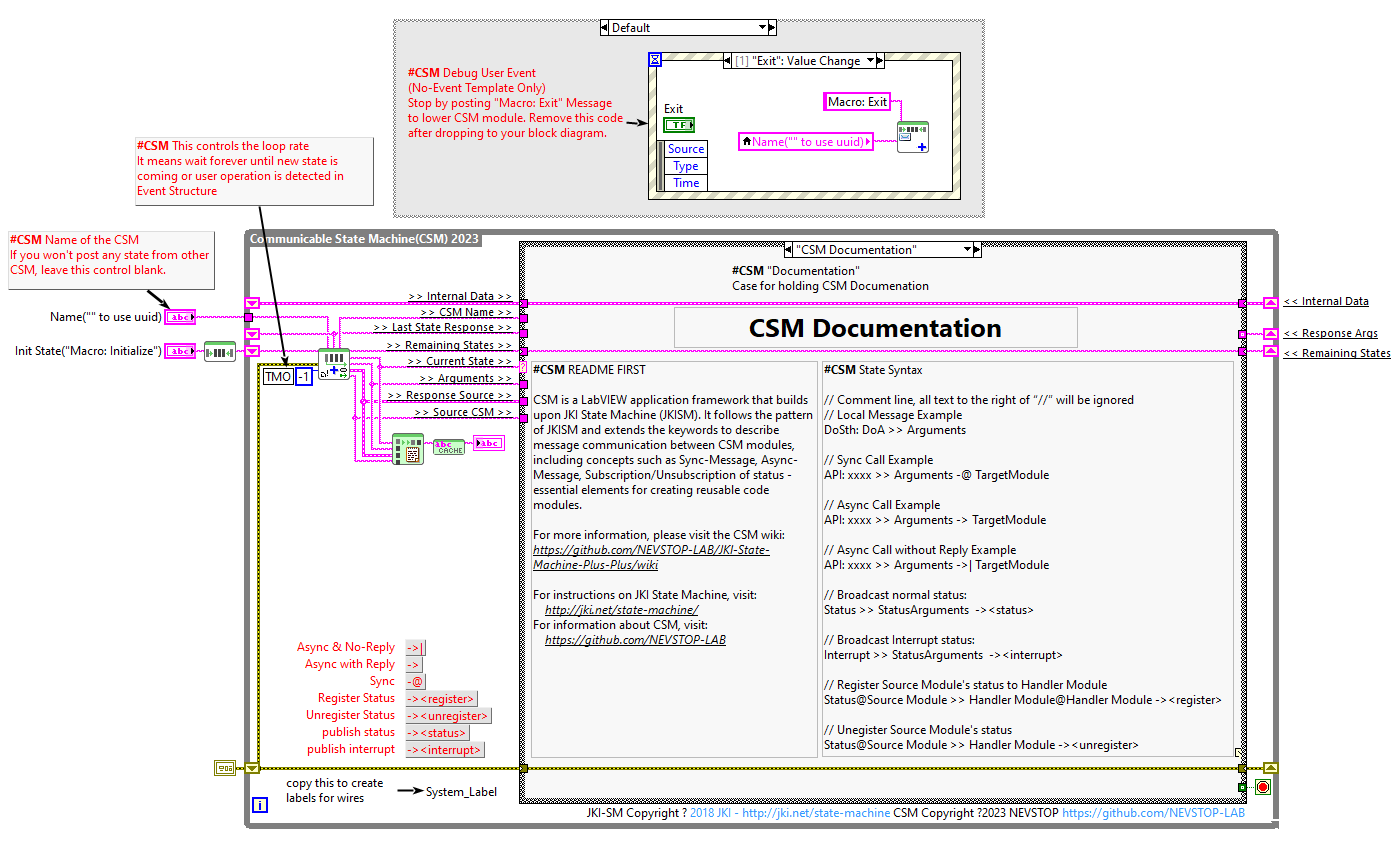 Default
#CSM Debug User Event
(No-Event Template Only)
Stop by posting "Macro: Exit" Message
to lower CSM module. Remove this code
after dropping to your block diagram.
[1] "Exit": Value Change
Exit
TF
Source
Type
Time
Macro: Exit
Name("" to use uuid)
#CSM This controls the loop rate
It means wait forever until new state is
coming or user operation is detected in
Event Structure
#CSM Name of the CSM
If you won't post any state from other
CSM, leave this control blank.
Name("" to use uuid)
abc
Init State("Macro: Initialize")
abc
Communicable State Machine(CSM) 2023
TMO
-1
>> Internal Data >>
>> CSM Name >>
>> Last State Response >>
>> Remaining States >>
>> Current State >>
>> Arguments >>
>> Response Source >>
>> Source CSM >>
abc
CACHE
abc
"CSM Documentation"
#CSM "Documentation"
Case for holding CSM Documenation
CSM Documentation
#CSM README FIRST
CSM is a LabVIEW application framework that builds
upon JKI State Machine (JKISM). It follows the pattern
of JKISM and extends the keywords to describe
message communication between CSM modules,
including concepts such as Sync-Message, Async-
Message, Subscription/Unsubscription of status -
essential elements for creating reusable code
modules.
For more information, please visit the CSM wiki:
https://github.com/NEVSTOP-LAB/JKI-State-
Machine-Plus-Plus/wiki
For instructions on JKI State Machine, visit:
http://jki.net/state-machine/
For information about CSM, visit:
https://github.com/NEVSTOP-LAB
#CSM State Syntax
// Comment line, all text to the right of "//" will be ignored
// Local Message Example
DoSth: DoA >> Arguments
// Sync Call Example
API: xxxx >> Arguments -@ TargetModule
// Async Call Example
API: xxxx >> Arguments -> TargetModule
// Async Call without Reply Example
API: xxxx >> Arguments ->| TargetModule
// Broadcast normal status:
Status >> StatusArguments -><status>
// Broadcast Interrupt status:
Interrupt >> StatusArguments -><interrupt>
// Register Source Module's status to Handler Module
Status@Source Module >> Handler Module@Handler Module -><register>
// Unegister Source Module's status
Status@Source Module >> Handler Module -><unregister>
<< Internal Data
<< Response Args
<< Remaining States
Async & No-Reply ->|
Async with Reply ->
Sync -@
Register Status -><register>
Unregister Status -><unregister>
publish status -><status>
publish interrupt -><interrupt>
copy this to create
labels for wires
System_Label
i
JKI-SM Copyright ? 2018 JKI - http://jki.net/state-machine CSM Copyright ?2023 NEVSTOP https://github.com/NEVSTOP-LAB